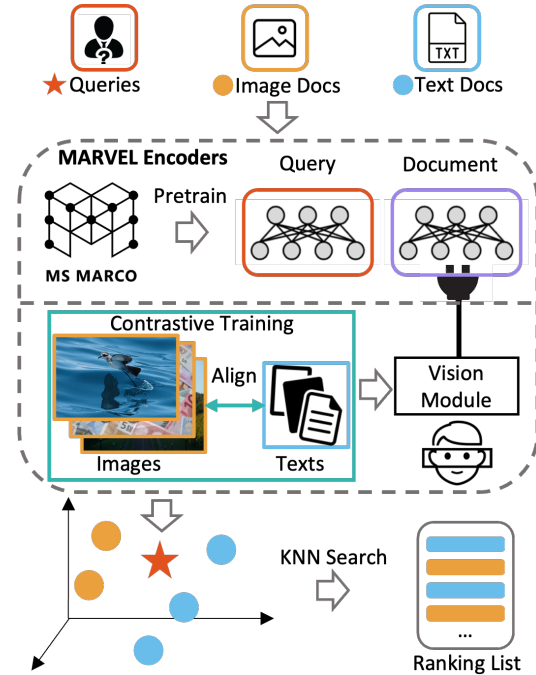 TXT
Queries
Image Docs
Text Docs
MARVEL Encoders
Query
Document
Pretrain
MS MARCO
Contrastive Training
Align
Vision
Module
Images
Texts
KNN Search
...
Ranking List